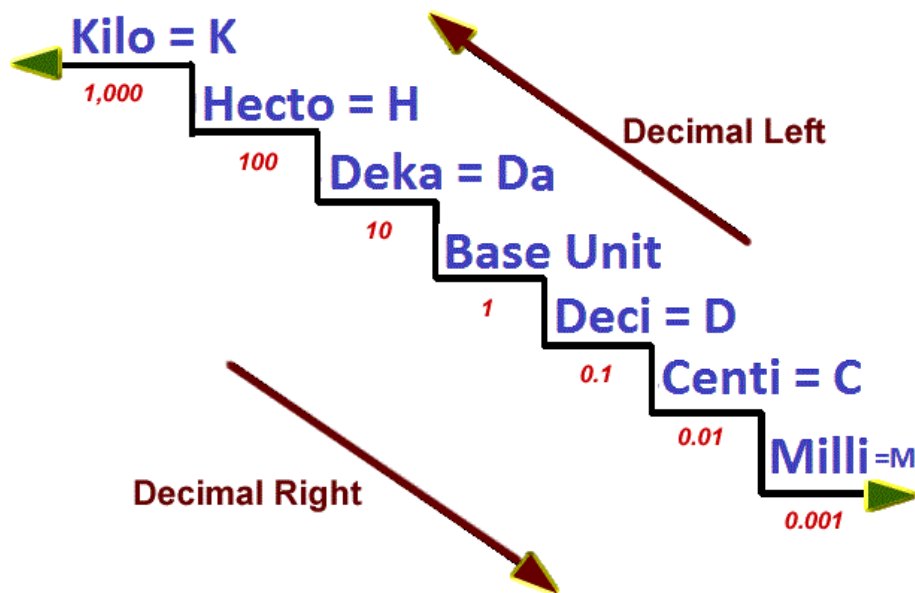 Kilo = K
1,000
Hecto = H
100
Decimal Left
Deka = Da
10
Base Unit
1
Deci = D
0.1
Centi = C
0.01
Milli =M
0.001
Decimal Right